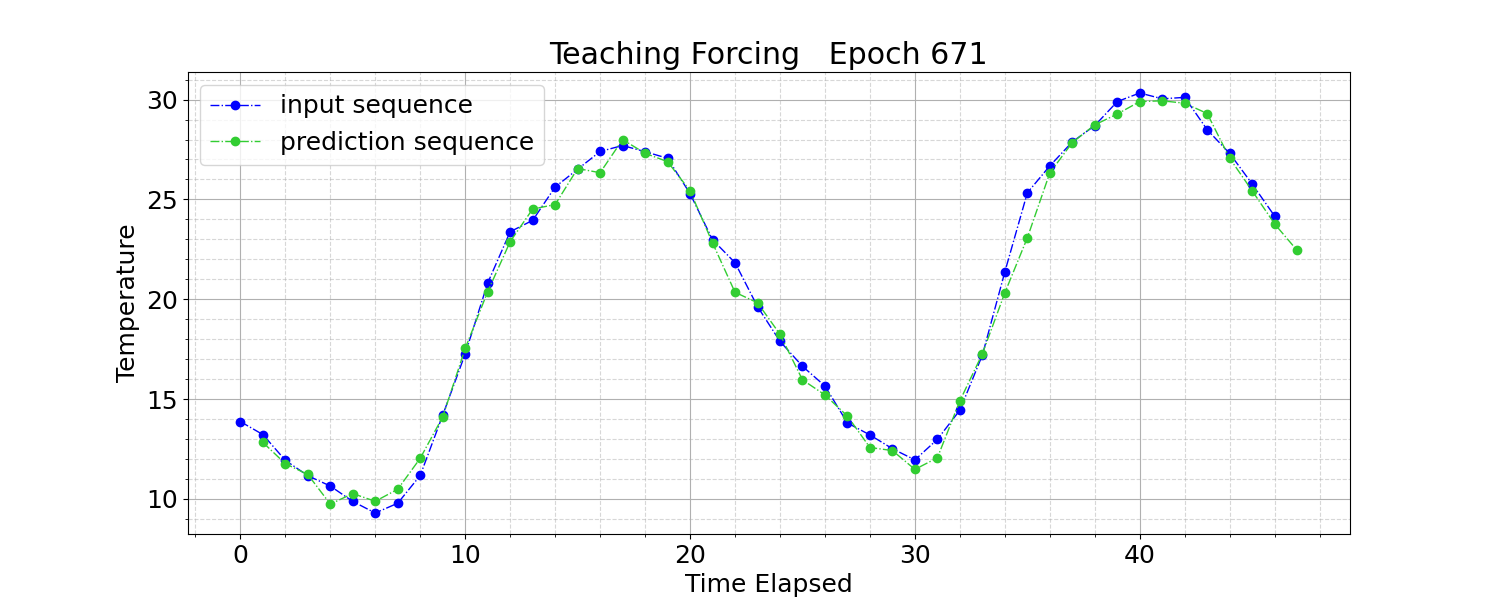 Teaching Forcing   Epoch 671
input sequence
prediction sequence
30
25
20
15
10
Temperature
0 10 20 30 40
Time Elapsed